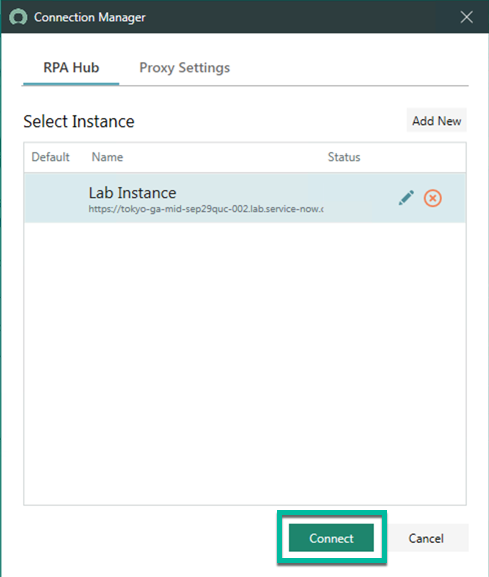 Connection Manager
RPA Hub Proxy Settings
Select Instance Add New
Default Name Status
Lab Instance
https://tokyo-ga-mid-sep29quc-002.lab.service-now.c
Connect Cancel